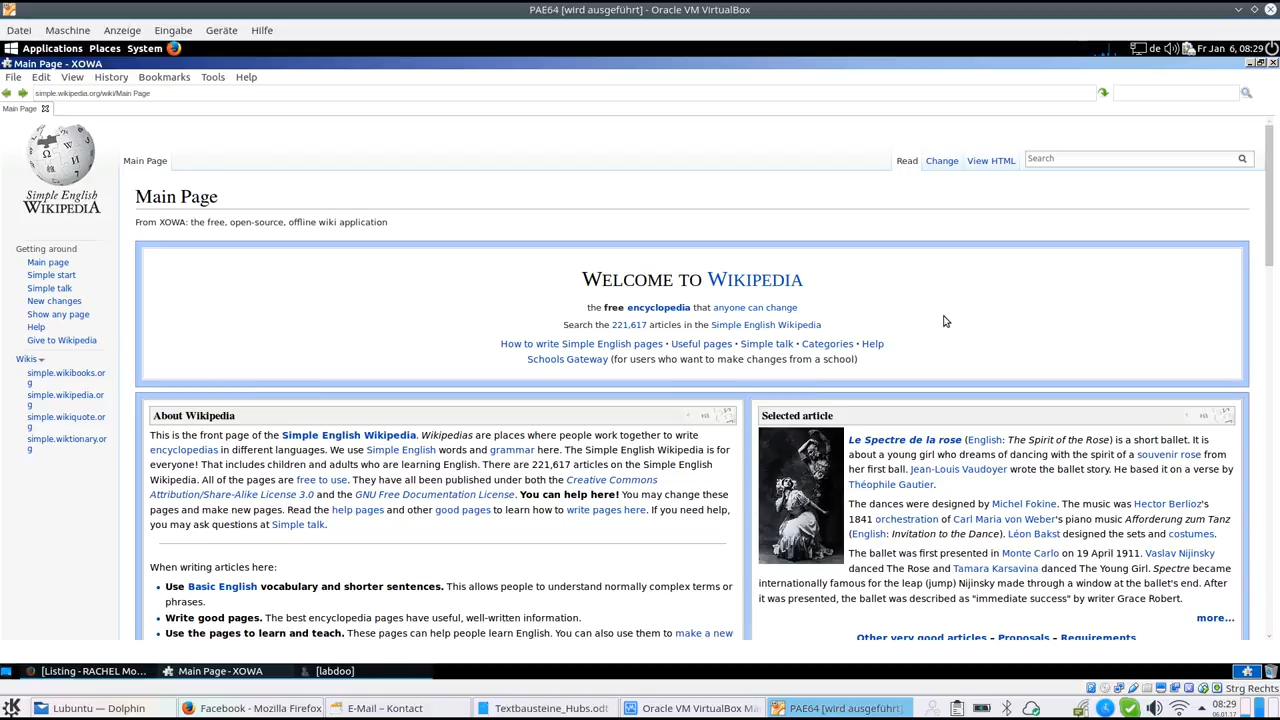 PAE64 [wird ausgeführt] - Oracle VM VirtualBox
Datei Maschine Anzeige Eingabe Geräte Hilfe
Applications Places System de Fr Jan 6, 08:29
Main Page - XOWA
File Edit View History Bookmarks Tools Help
simple.wikipedia.org/wiki/Main Page
Main Page
Main Page Read Change View HTML Search
Simple English
WIKIPEDIA
Getting around
Main page
Simple start
Simple talk
New changes
Show any page
Help
Give to Wikipedia
Wikis
simple.wikibooks.or
g
simple.wikipedia.or
g
simple.wikiquote.or
g
simple.wiktionary.or
g
Main Page
From XOWA: the free, open-source, offline wiki application
WELCOME TO WIKIPEDIA
the free encyclopedia that anyone can change
Search the 221,617 articles in the Simple English Wikipedia
How to write Simple English pages · Useful pages · Simple talk · Categories · Help
Schools Gateway (for users who want to make changes from a school)
About Wikipedia
This is the front page of the Simple English Wikipedia. Wikipedias are places where people work together to write
encyclopedias in different languages. We use Simple English words and grammar here. The Simple English Wikipedia is for
everyone! That includes children and adults who are learning English. There are 221,617 articles on the Simple English
Wikipedia. All of the pages are free to use. They have all been published under both the Creative Commons
Attribution/Share-Alike License 3.0 and the GNU Free Documentation License. You can help here! You may change these
pages and make new pages. Read the help pages and other good pages to learn how to write pages here. If you need help,
you may ask questions at Simple talk.
When writing articles here:
• Use Basic English vocabulary and shorter sentences. This allows people to understand normally complex terms or
phrases.
• Write good pages. The best encyclopedia pages have useful, well-written information.
• Use the pages to learn and teach. These pages can help people learn English. You can also use them to make a new
Selected article
Le Spectre de la rose (English: The Spirit of the Rose) is a short ballet. It is
about a young girl who dreams of dancing with the spirit of a souvenir rose from
her first ball. Jean-Louis Vaudoyer wrote the ballet story. He based it on a verse by
Théophile Gautier.
The dances were designed by Michel Fokine. The music was Hector Berlioz's
1841 orchestration of Carl Maria von Weber's piano music Afforderung zum Tanz
(English: Invitation to the Dance). Léon Bakst designed the sets and costumes.
The ballet was first presented in Monte Carlo on 19 April 1911. Vaslav Nijinsky
danced The Rose and Tamara Karsavina danced The Young Girl. Spectre became
internationally famous for the leap (jump) Nijinsky made through a window at the ballet's end. After
it was presented, the ballet was described as "immediate success" by writer Grace Robert.
more...
Other very good articles – Proposals – Requirements
[Listing - RACHEL Mo... Main Page - XOWA [labdoo]
Strg Rechts
Lubuntu — Dolphin Facebook - Mozilla Firefox E-Mail – Kontact Textbausteine_Hubs.odt Oracle VM VirtualBox Ma PAE64 [wird ausgeführt] 08:29
06.01.17